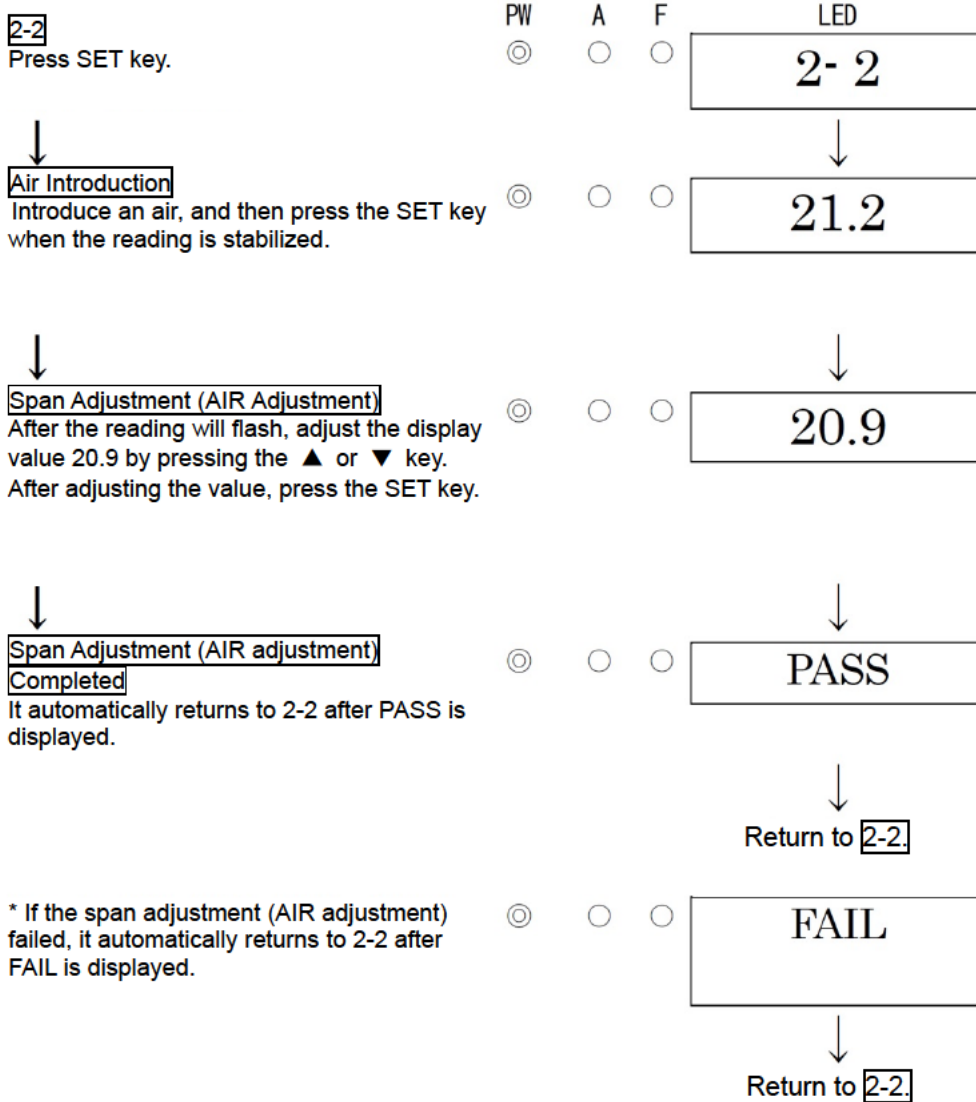 PW A F LED
2-2
Press SET key.
2- 2
Air Introduction
Introduce an air, and then press the SET key
when the reading is stabilized.
21.2
Span Adjustment (AIR Adjustment)
After the reading will flash, adjust the display
value 20.9 by pressing the ▲ or ▼ key.
After adjusting the value, press the SET key.
20.9
Span Adjustment (AIR adjustment)
Completed
It automatically returns to 2-2 after PASS is
displayed.
PASS
Return to 2-2.
* If the span adjustment (AIR adjustment)
failed, it automatically returns to 2-2 after
FAIL is displayed.
FAIL
Return to 2-2.